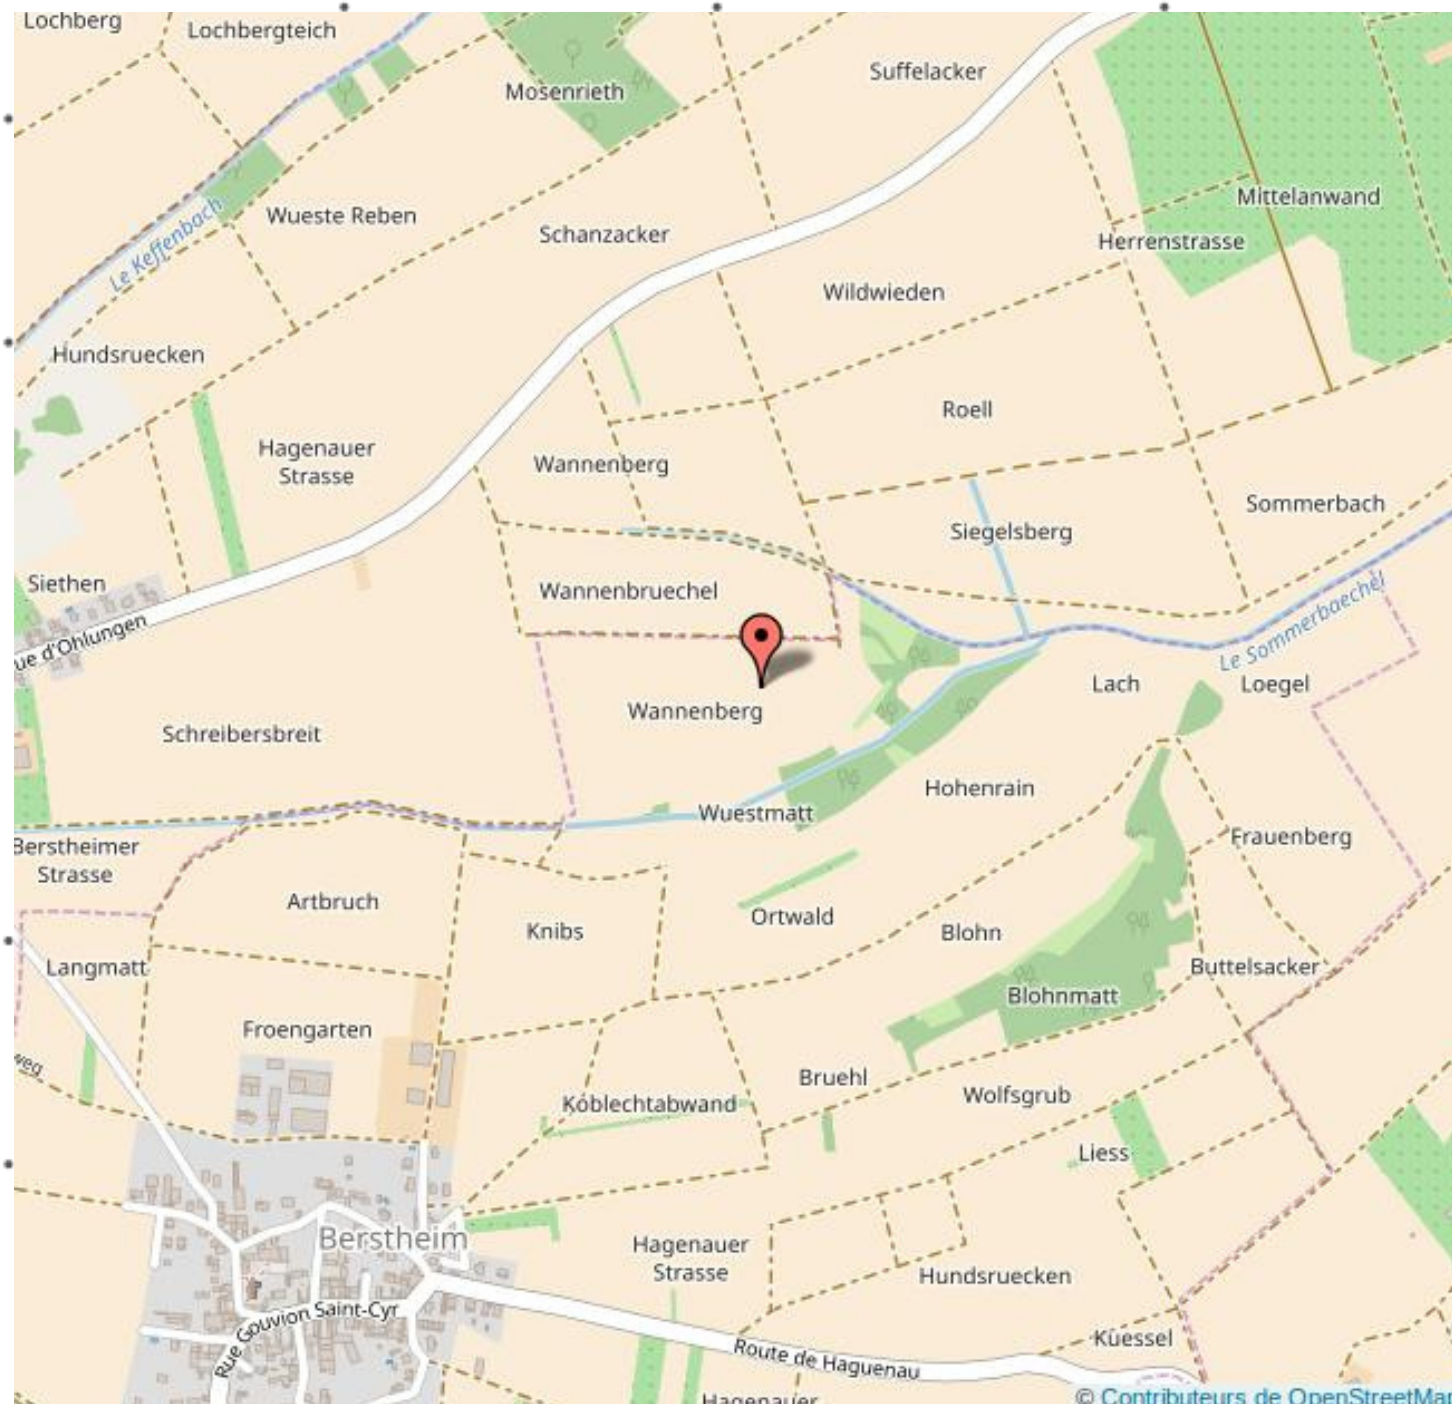 Lochberg
Lochbergteich
Suffelacker
Mosenrieth
Mittelanwand
Wueste Reben
Schanzacker
Herrenstrasse
Le Keffenbach
Wildwieden
Hundsruecken
Roell
Hagenauer
Strasse
Wannenberg
Sommerbach
Siegelsberg
Siethen
Wannenbruechel
ue d'Ohlungen
Le Sommerbaechel
Lach
Loegel
Wannenberg
Schreibersbreit
Hohenrain
Wuestmatt
Frauenberg
Berstheimer
Strasse
Artbruch
Ortwald
Knibs
Blohn
Langmatt
Buttelsacker
Blohnmatt
Froengarten
weg
Bruehl
Wolfsgrub
Koblechtabwand
Liess
Berstheim
Hagenauer
Strasse
Hundsruecken
Rue Gouvion Saint-Cyr
Kuessel
Route de Haguenau
Hagenauer
© Contributeurs de OpenStreetMap